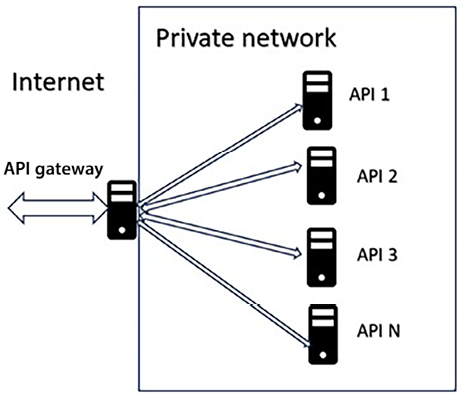 Private network
Internet
API 1
API gateway
API 2
API 3
API N